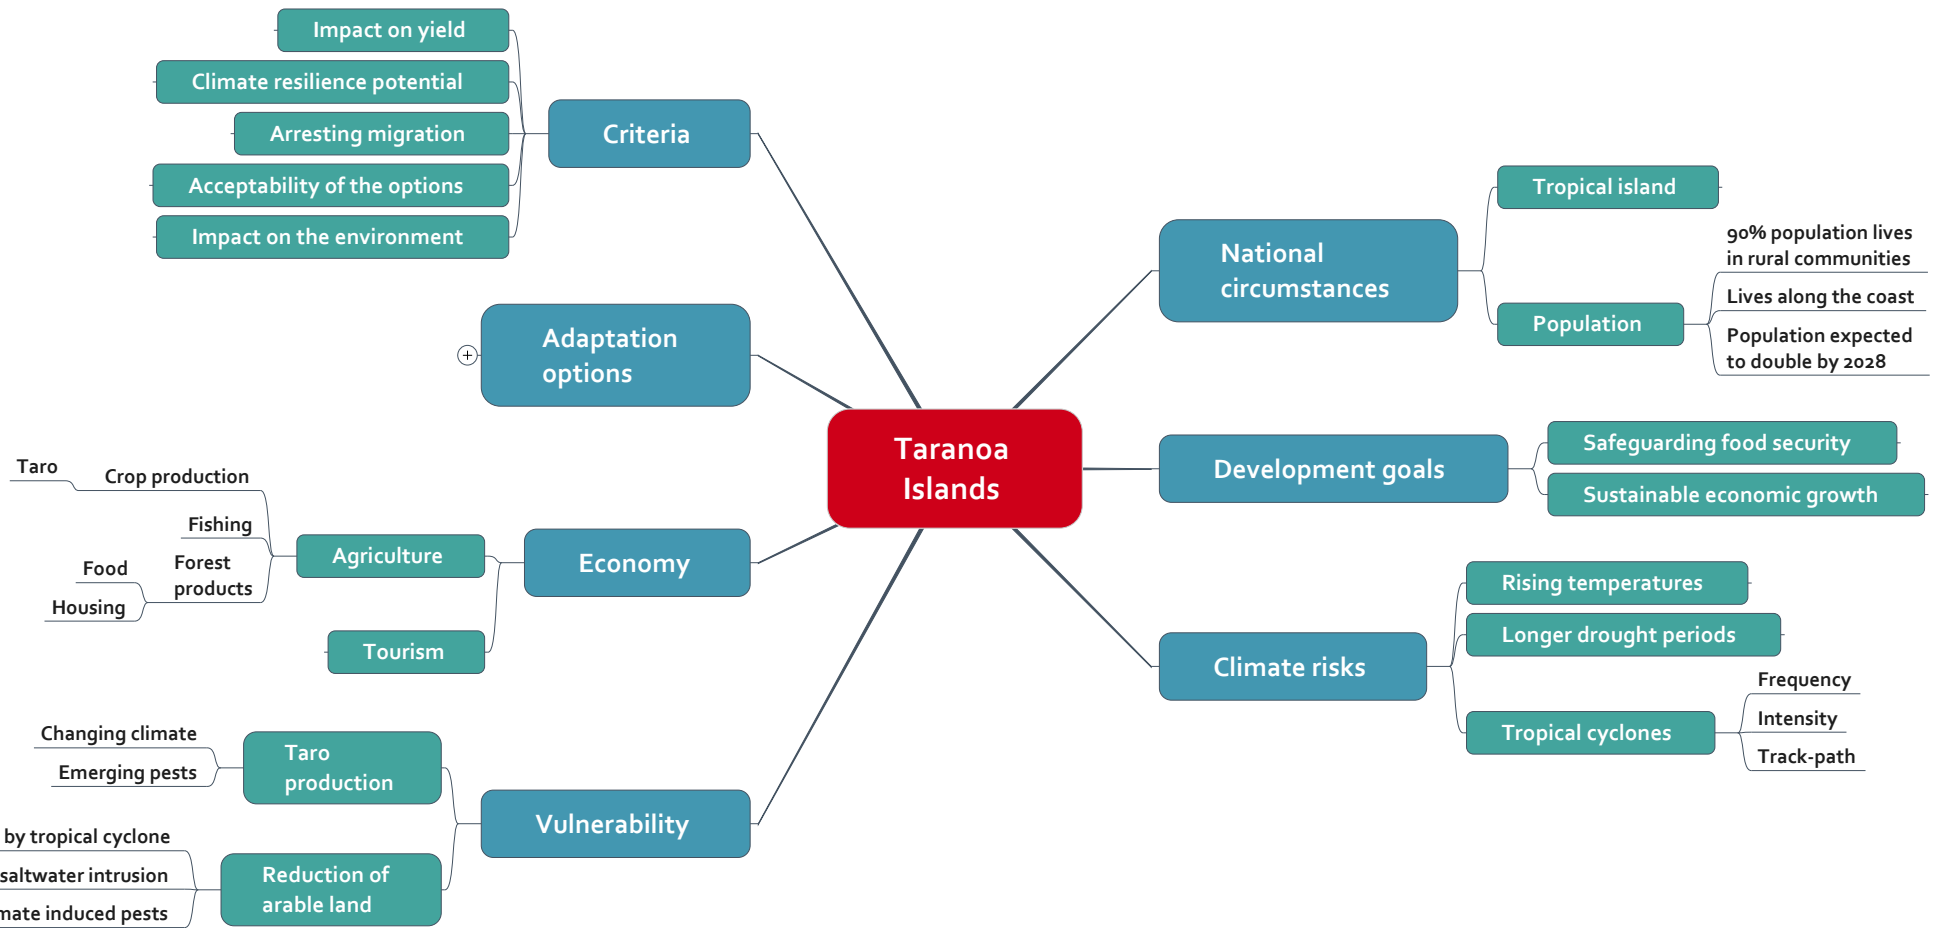 Taranoa
Islands
Criteria
Impact on yield
Climate resilience potential
Arresting migration
Acceptability of the options
Impact on the environment
Adaptation
options
Economy
Agriculture
Crop production
Taro
Fishing
Forest
products
Food
Housing
Tourism
Vulnerability
Taro
production
Changing climate
Emerging pests
Reduction of
arable land
by tropical cyclone
saltwater intrusion
induced pests
National
circumstances
Tropical island
Population
90% population lives
in rural communities
Lives along the coast
Population expected
to double by 2028
Development goals
Safeguarding food security
Sustainable economic growth
Climate risks
Rising temperatures
Longer drought periods
Tropical cyclones
Frequency
Intensity
Track-path